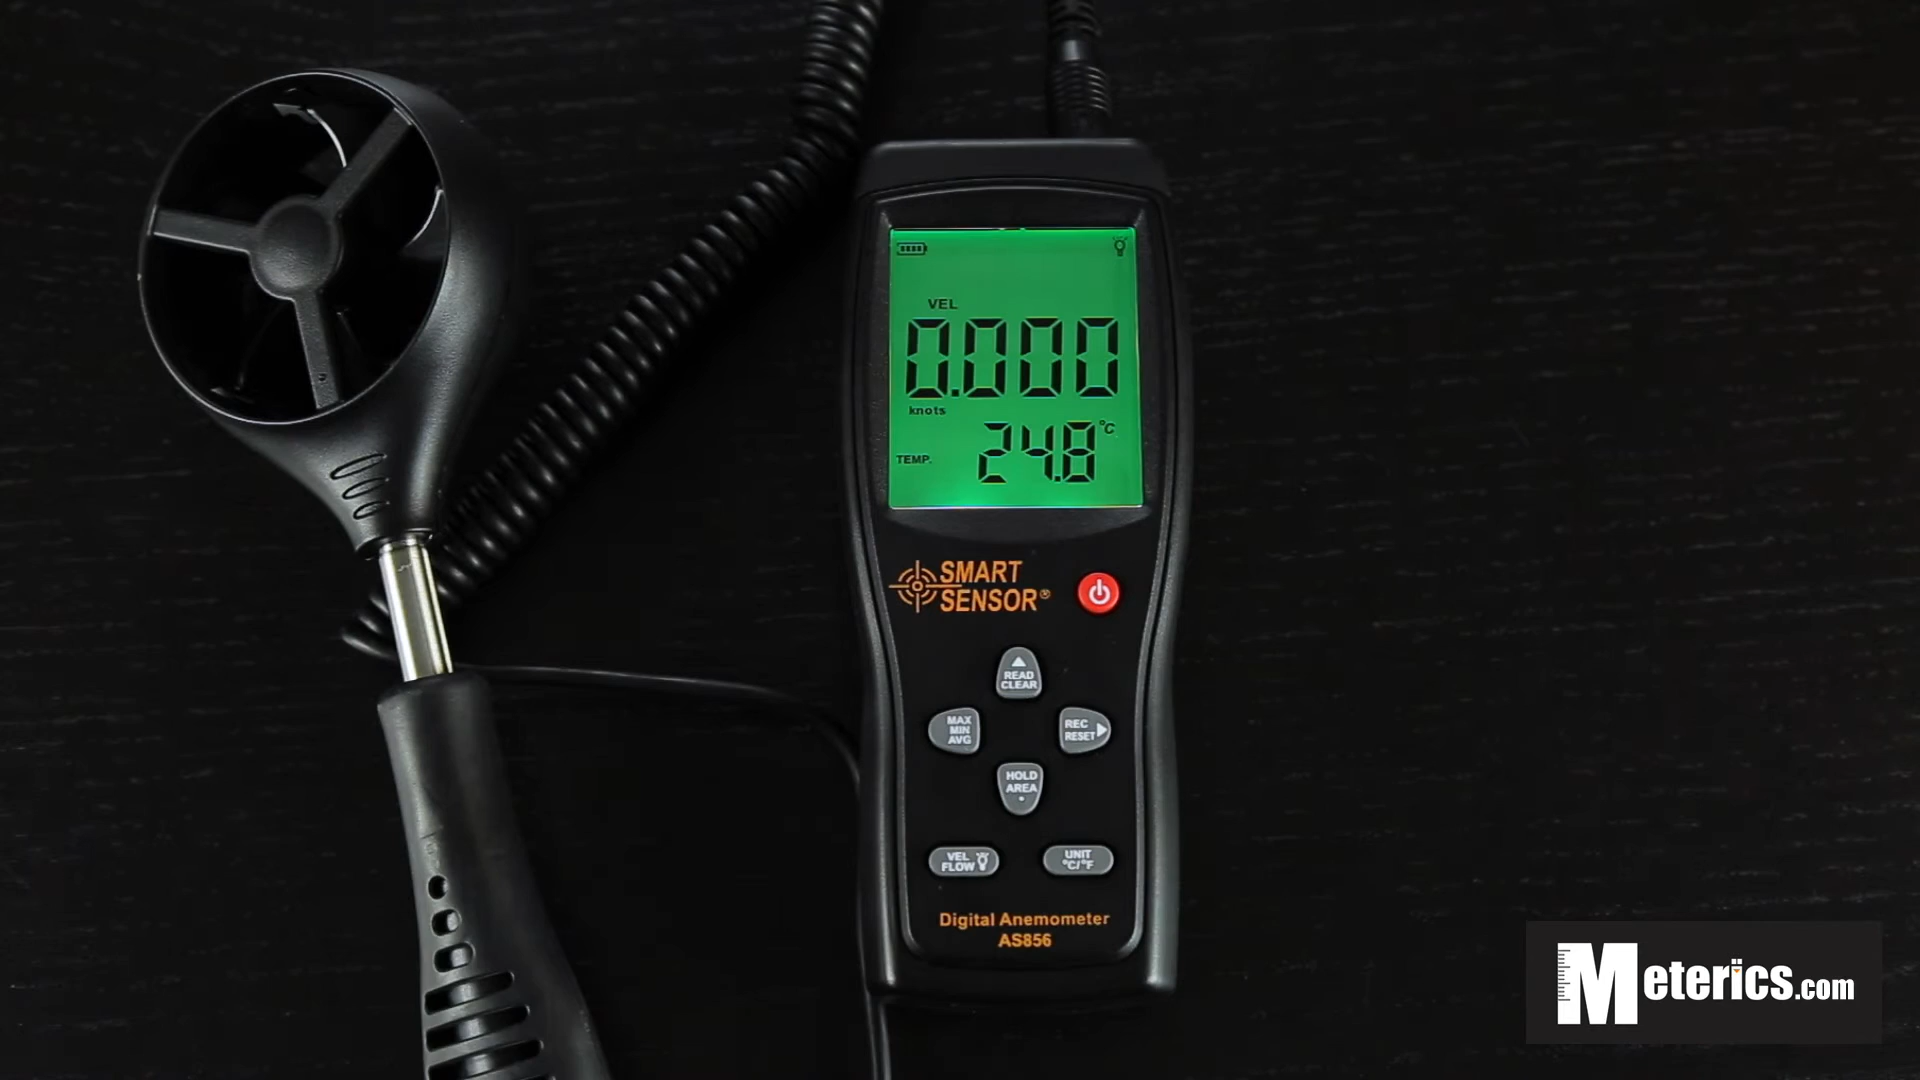 VEL
0.000
knots
24.8 °C
TEMP.
SMART
SENSOR®
READ
CLEAR
MAX
MIN
AVG
REC
RESET
HOLD
AREA
VEL
FLOW
UNIT
°C/°F
Digital Anemometer
AS856
Meterics.com